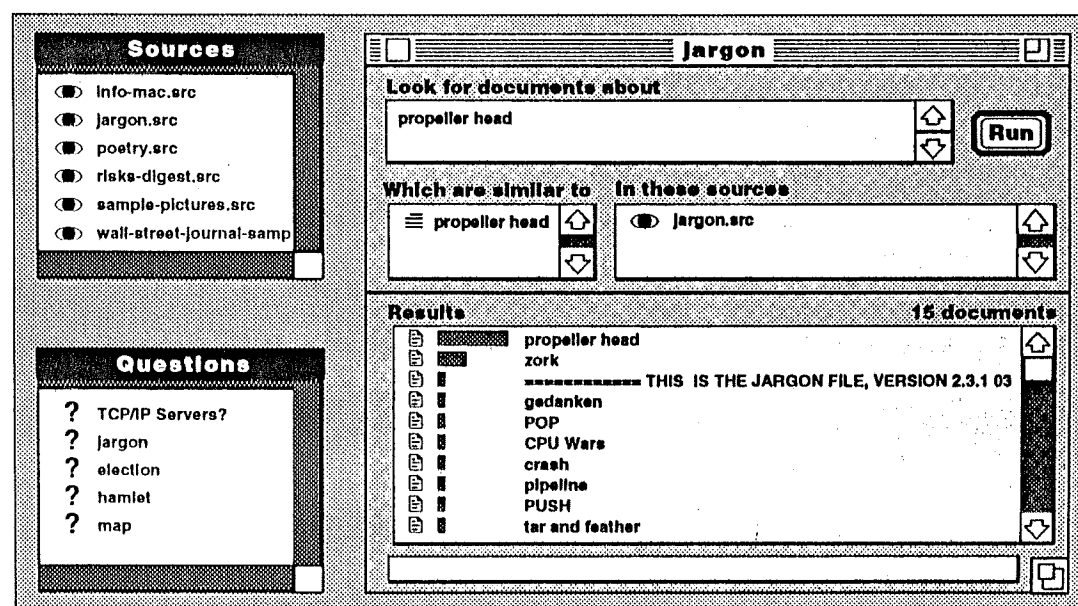 Sources
info-mac.src
jargon.src
poetry.src
risks-digest.src
sample-pictures.src
wall-street-journal-samp
Questions
? TCP/IP Servers?
? jargon
? election
? hamlet
? map
Jargon
Look for documents about
propeller head
Run
Which are similar to
propeller head
In these sources
jargon.src
Results 15 documents
propeller head
zork
============ THIS IS THE JARGON FILE, VERSION 2.3.1 03
gedanken
POP
CPU Wars
crash
pipeline
PUSH
tar and feather